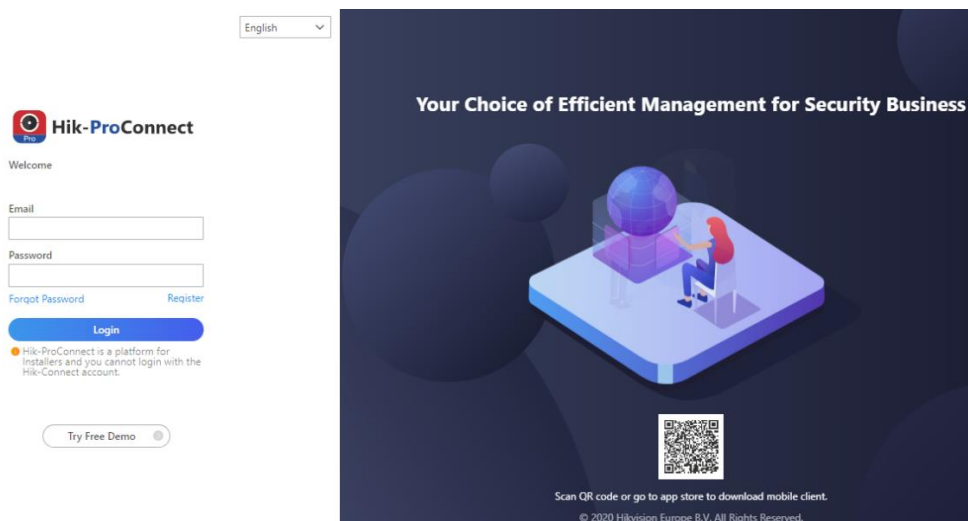 English
Hik-ProConnect
Pro
Welcome
Email
Password
Forgot Password
Register
Login
Hik-ProConnect is a platform for
Installers and you cannot login with the
Hik-Connect account.
Try Free Demo
Your Choice of Efficient Management for Security Business
Scan QR code or go to app store to download mobile client.
© 2020 Hikvision Europe B.V. All Rights Reserved.